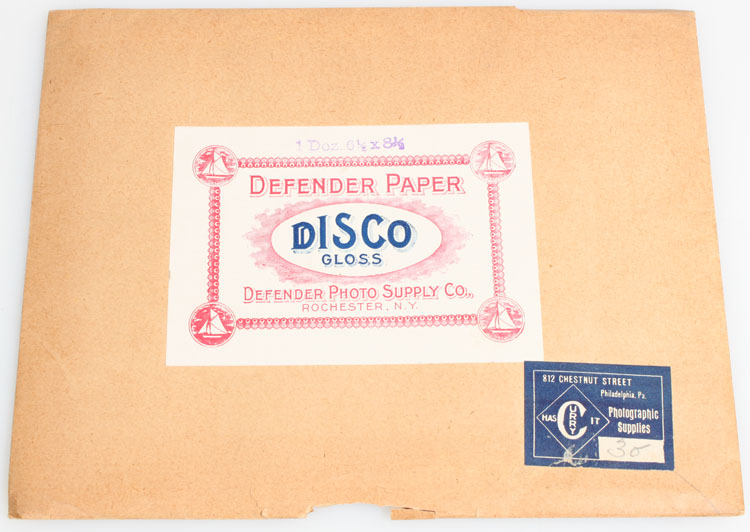 1 Doz. 6½ x 8½
DEFENDER PAPER
DISCO
GLOSS
DEFENDER PHOTO SUPPLY CO.,
ROCHESTER, N.Y.
812 CHESTNUT STREET
Philadelphia, Pa.
HAS CURRY IT
Photographic
Supplies
30